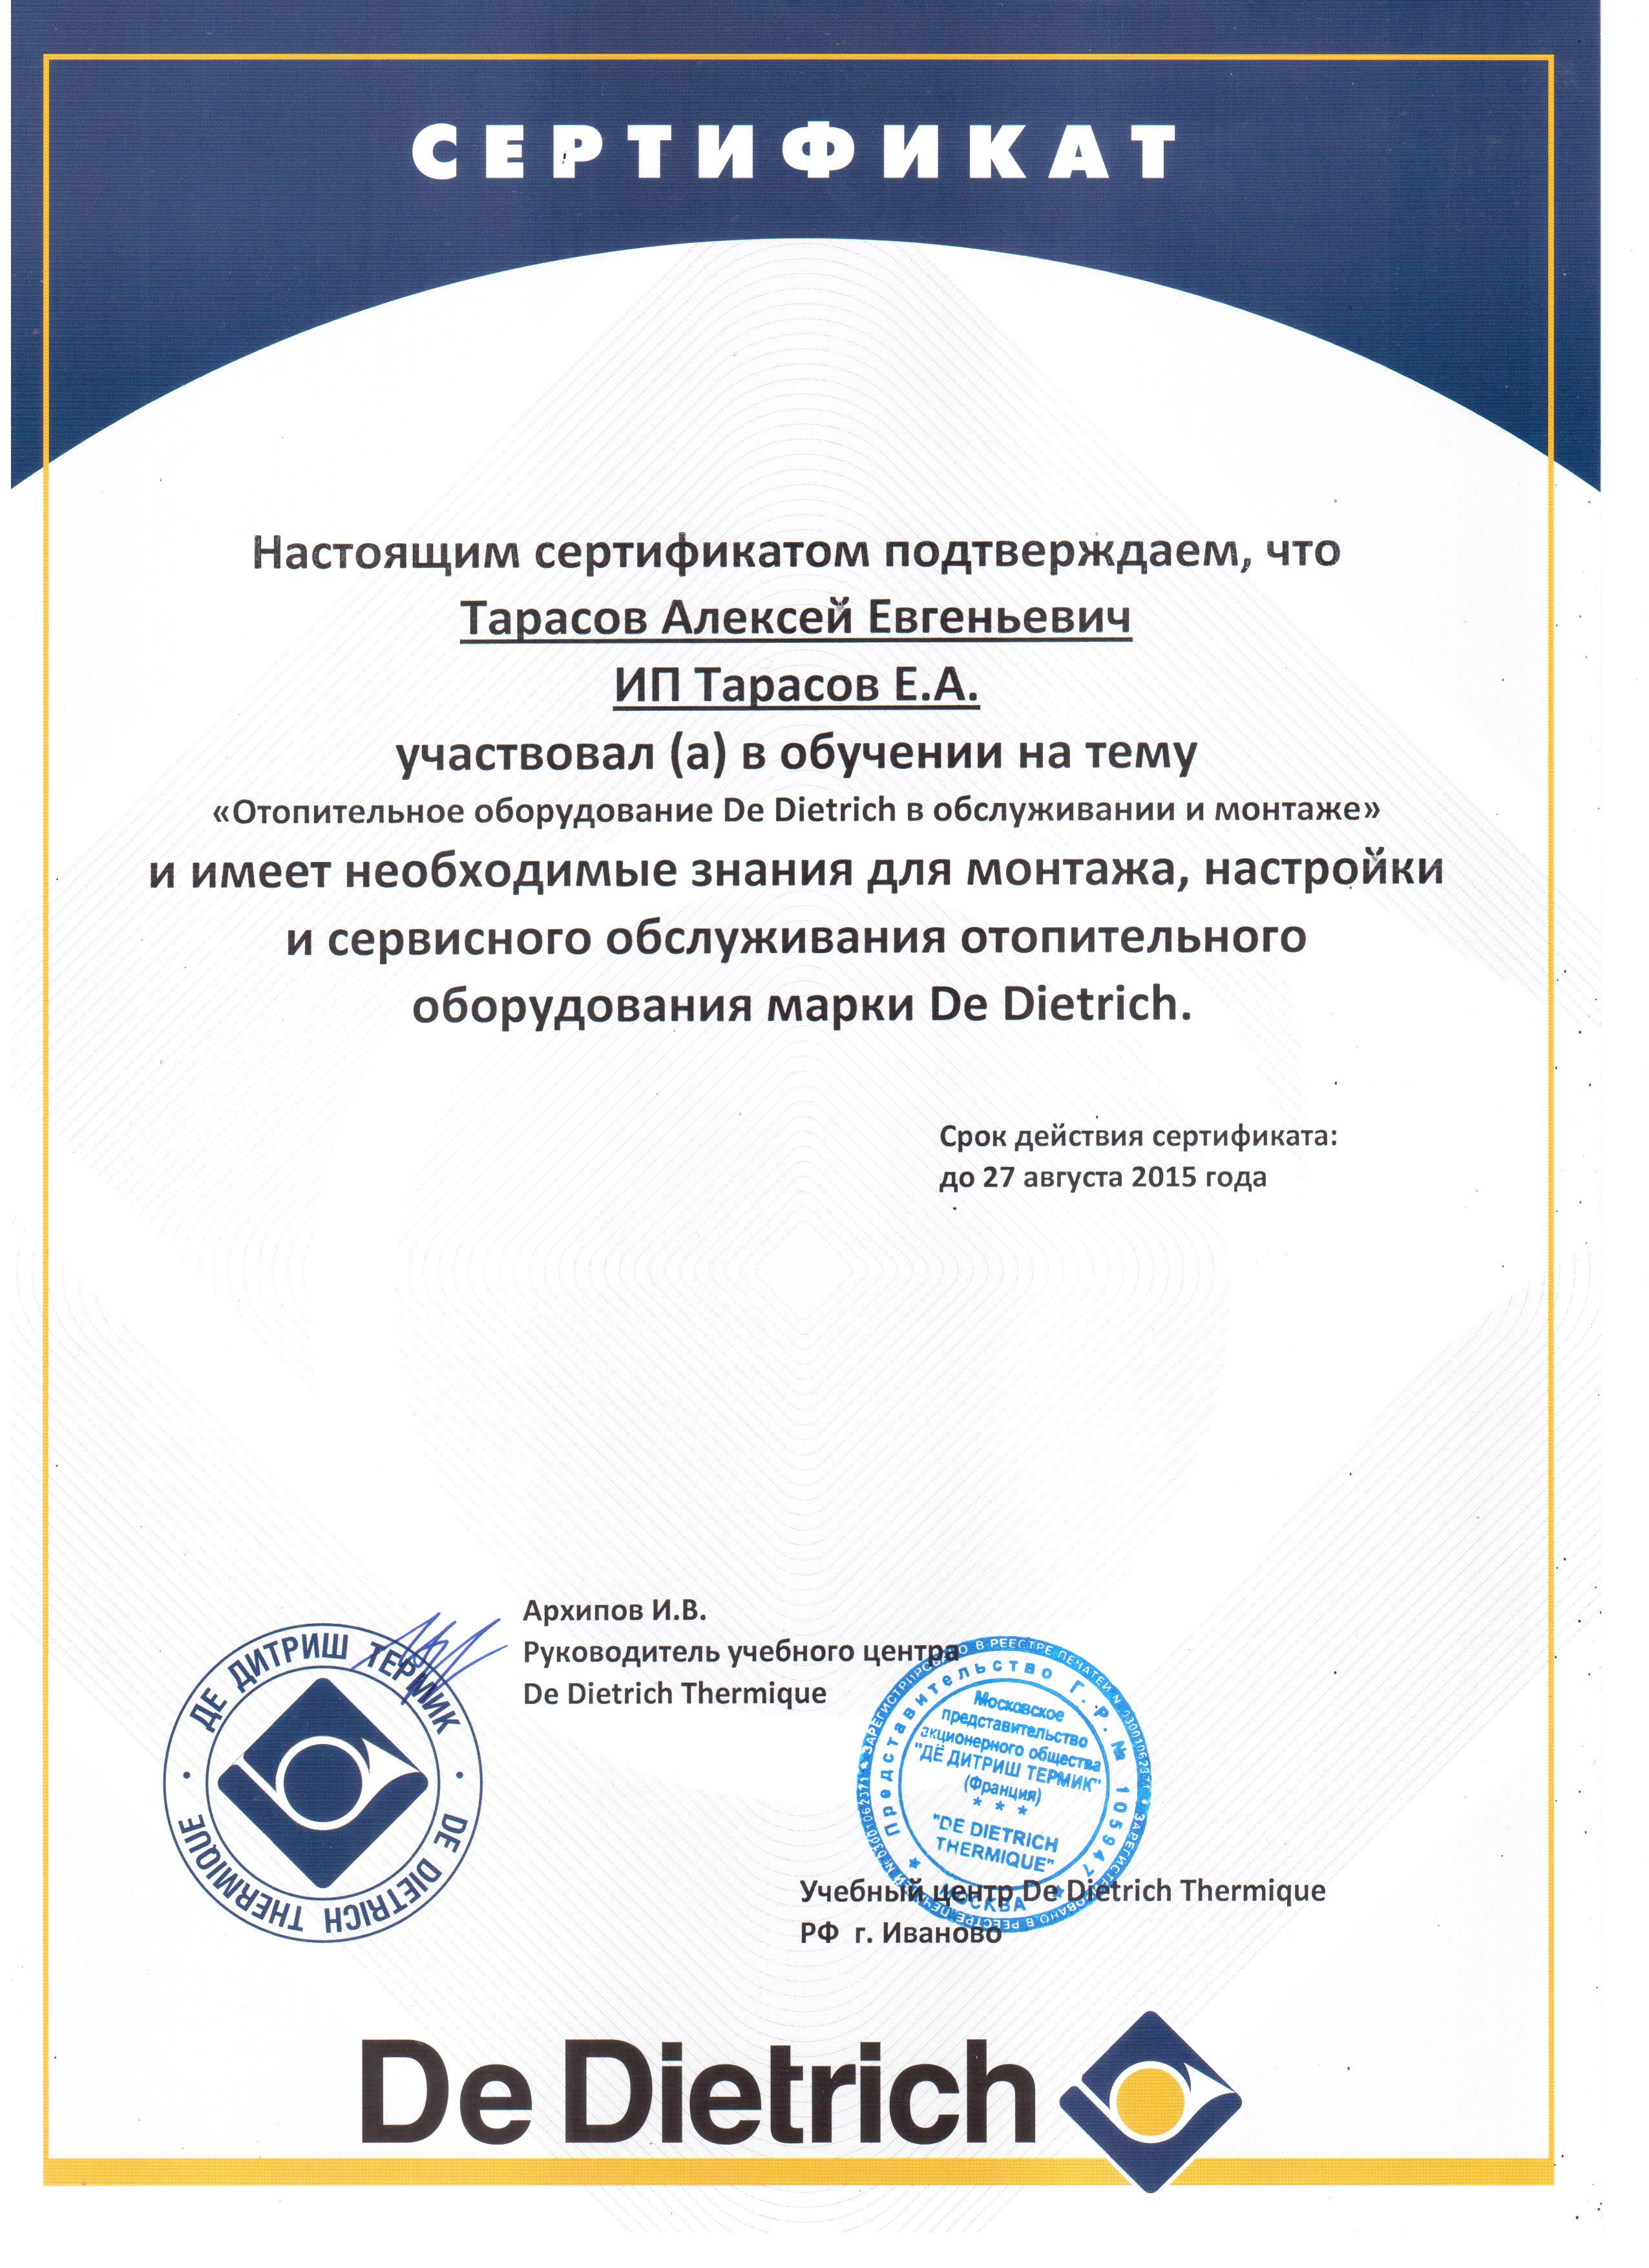 СЕРТИФИКАТ
Настоящим сертификатом подтверждаем, что
Тарасов Алексей Евгеньевич
ИП Тарасов Е.А.
участвовал (а) в обучении на тему
«Отопительное оборудование De Dietrich в обслуживании и монтаже»
и имеет необходимые знания для монтажа, настройки
и сервисного обслуживания отопительного
оборудования марки De Dietrich.
Срок действия сертификата:
до 27 августа 2015 года
Архипов И.В.
Руководитель учебного центра
De Dietrich Thermique
ДЕ ДИТРИШ ТЕРМИК
DE DIETRICH THERMIQUE
Представительство Г.Р. № 105947
МОСКВА
Московское
представительство
акционерного общества
"ДЁ ДИТРИШ ТЕРМИК"
(Франция)
* * *
"DE DIETRICH
THERMIQUE"
Учебный центр De Dietrich Thermique
РФ г. Иваново
De Dietrich